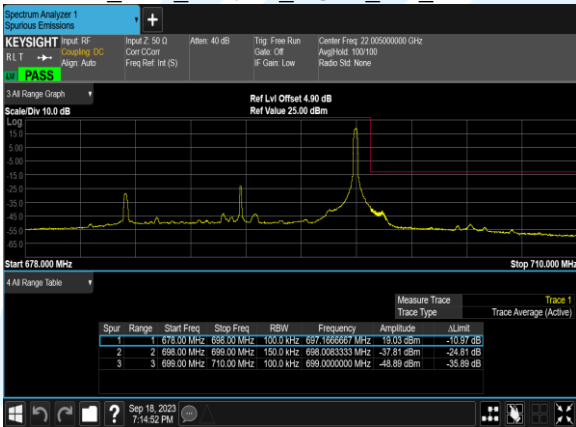 Spectrum Analyzer 1
Spurious Emissions
KEYSIGHT Input: RF Input Z: 50 Ω Atten: 40 dB Trig: Free Run Center Freq: 22.005000000 GHz
RLT Coupling: DC Corr CCorr Gate: Off Avg|Hold: 100/100
Align: Auto Freq Ref: Int (S) IF Gain: Low Radio Std: None
PASS
3 All Range Graph
Ref Lvl Offset 4.90 dB
Scale/Div 10.0 dB Ref Value 25.00 dBm
Log
15.0
5.00
-5.00
-15.0
-25.0
-35.0
-45.0
-55.0
-65.0
Start 678.000 MHz Stop 710.000 MHz
4 All Range Table
Measure Trace Trace 1
Trace Type Trace Average (Active)
Spur Range Start Freq Stop Freq RBW Frequency Amplitude ΔLimit
1 1 678.00 MHz 698.00 MHz 100.0 kHz 697.1666667 MHz 19.03 dBm -10.97 dB
2 2 698.00 MHz 699.00 MHz 150.0 kHz 698.0083333 MHz -37.81 dBm -24.81 dB
3 3 699.00 MHz 710.00 MHz 100.0 kHz 699.0000000 MHz -48.89 dBm -35.89 dB
Sep 18, 2023
7:14:52 PM